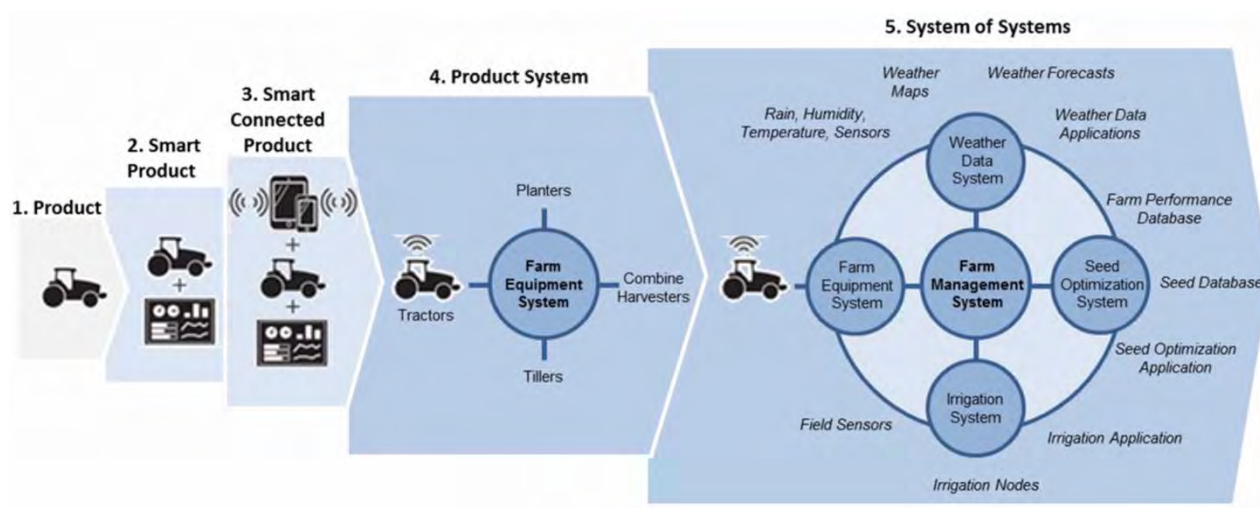 1. Product
2. Smart
Product
3. Smart
Connected
Product
4. Product System
Planters
Farm
Equipment
System
Tractors
Combine
Harvesters
Tillers
5. System of Systems
Weather
Maps
Weather Forecasts
Rain, Humidity,
Temperature, Sensors
Weather Data
Applications
Weather
Data
System
Farm Performance
Database
Farm
Equipment
System
Farm
Management
System
Seed
Optimization
System
Seed Database
Seed Optimization
Application
Irrigation
System
Field Sensors
Irrigation Application
Irrigation Nodes